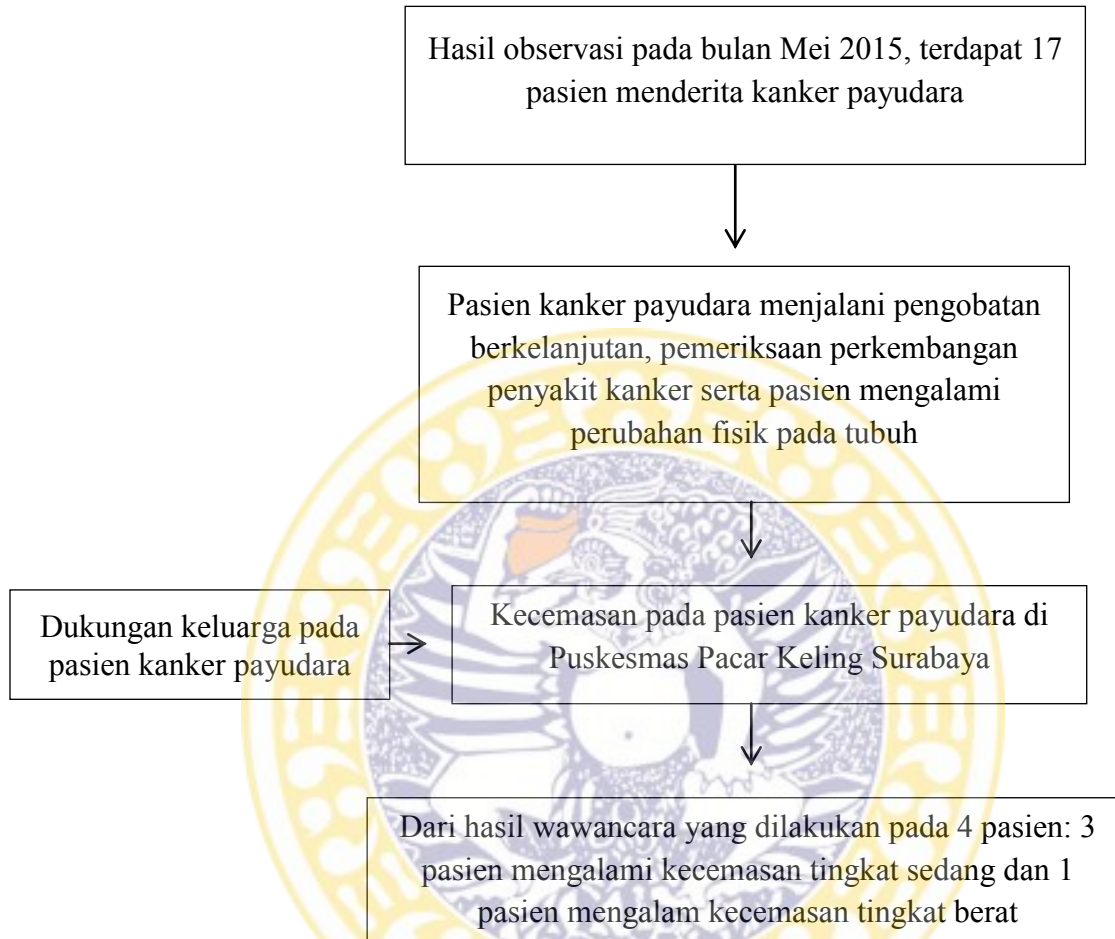 Hasil observasi pada bulan Mei 2015, terdapat 17
pasien menderita kanker payudara
Pasien kanker payudara menjalani pengobatan
berkelanjutan, pemeriksaan perkembangan
penyakit kanker serta pasien mengalami
perubahan fisik pada tubuh
Dukungan keluarga pada
pasien kanker payudara
Kecemasan pada pasien kanker payudara di
Puskesmas Pacar Keling Surabaya
Dari hasil wawancara yang dilakukan pada 4 pasien: 3
pasien mengalami kecemasan tingkat sedang dan 1
pasien mengalam kecemasan tingkat berat